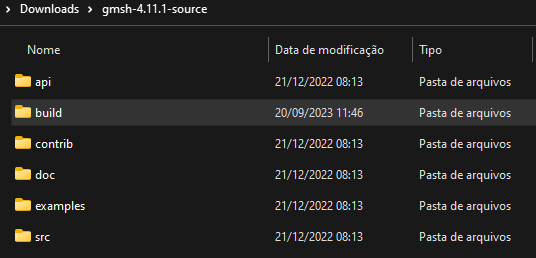 Downloads > gmsh-4.11.1-source
Nome Data de modificação Tipo
api 21/12/2022 08:13 Pasta de arquivos
build 20/09/2023 11:46 Pasta de arquivos
contrib 21/12/2022 08:13 Pasta de arquivos
doc 21/12/2022 08:13 Pasta de arquivos
examples 21/12/2022 08:13 Pasta de arquivos
src 21/12/2022 08:13 Pasta de arquivos